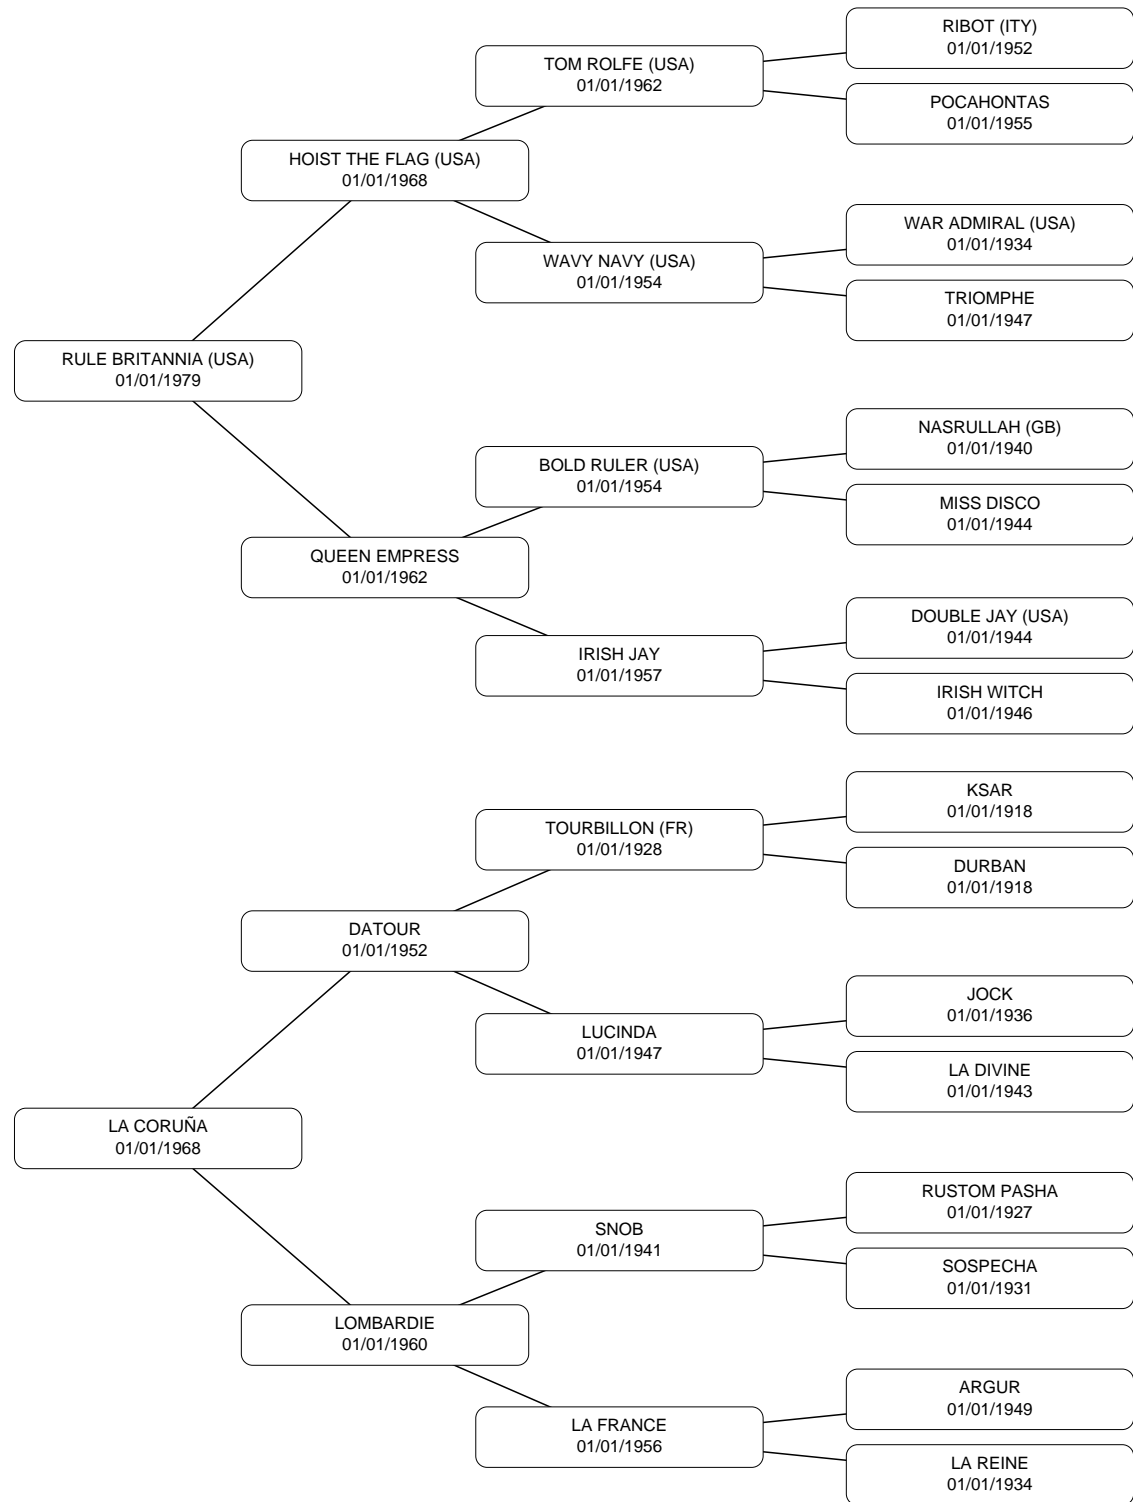 RIBOT (ITY)
01/01/1952
TOM ROLFE (USA)
01/01/1962
POCAHONTAS
01/01/1955
HOIST THE FLAG (USA)
01/01/1968
WAR ADMIRAL (USA)
01/01/1934
WAVY NAVY (USA)
01/01/1954
TRIOMPHE
01/01/1947
RULE BRITANNIA (USA)
01/01/1979
NASRULLAH (GB)
01/01/1940
BOLD RULER (USA)
01/01/1954
MISS DISCO
01/01/1944
QUEEN EMPRESS
01/01/1962
DOUBLE JAY (USA)
01/01/1944
IRISH JAY
01/01/1957
IRISH WITCH
01/01/1946
KSAR
01/01/1918
TOURBILLON (FR)
01/01/1928
DURBAN
01/01/1918
DATOUR
01/01/1952
JOCK
01/01/1936
LUCINDA
01/01/1947
LA DIVINE
01/01/1943
LA CORUÑA
01/01/1968
RUSTOM PASHA
01/01/1927
SNOB
01/01/1941
SOSPECHA
01/01/1931
LOMBARDIE
01/01/1960
ARGUR
01/01/1949
LA FRANCE
01/01/1956
LA REINE
01/01/1934